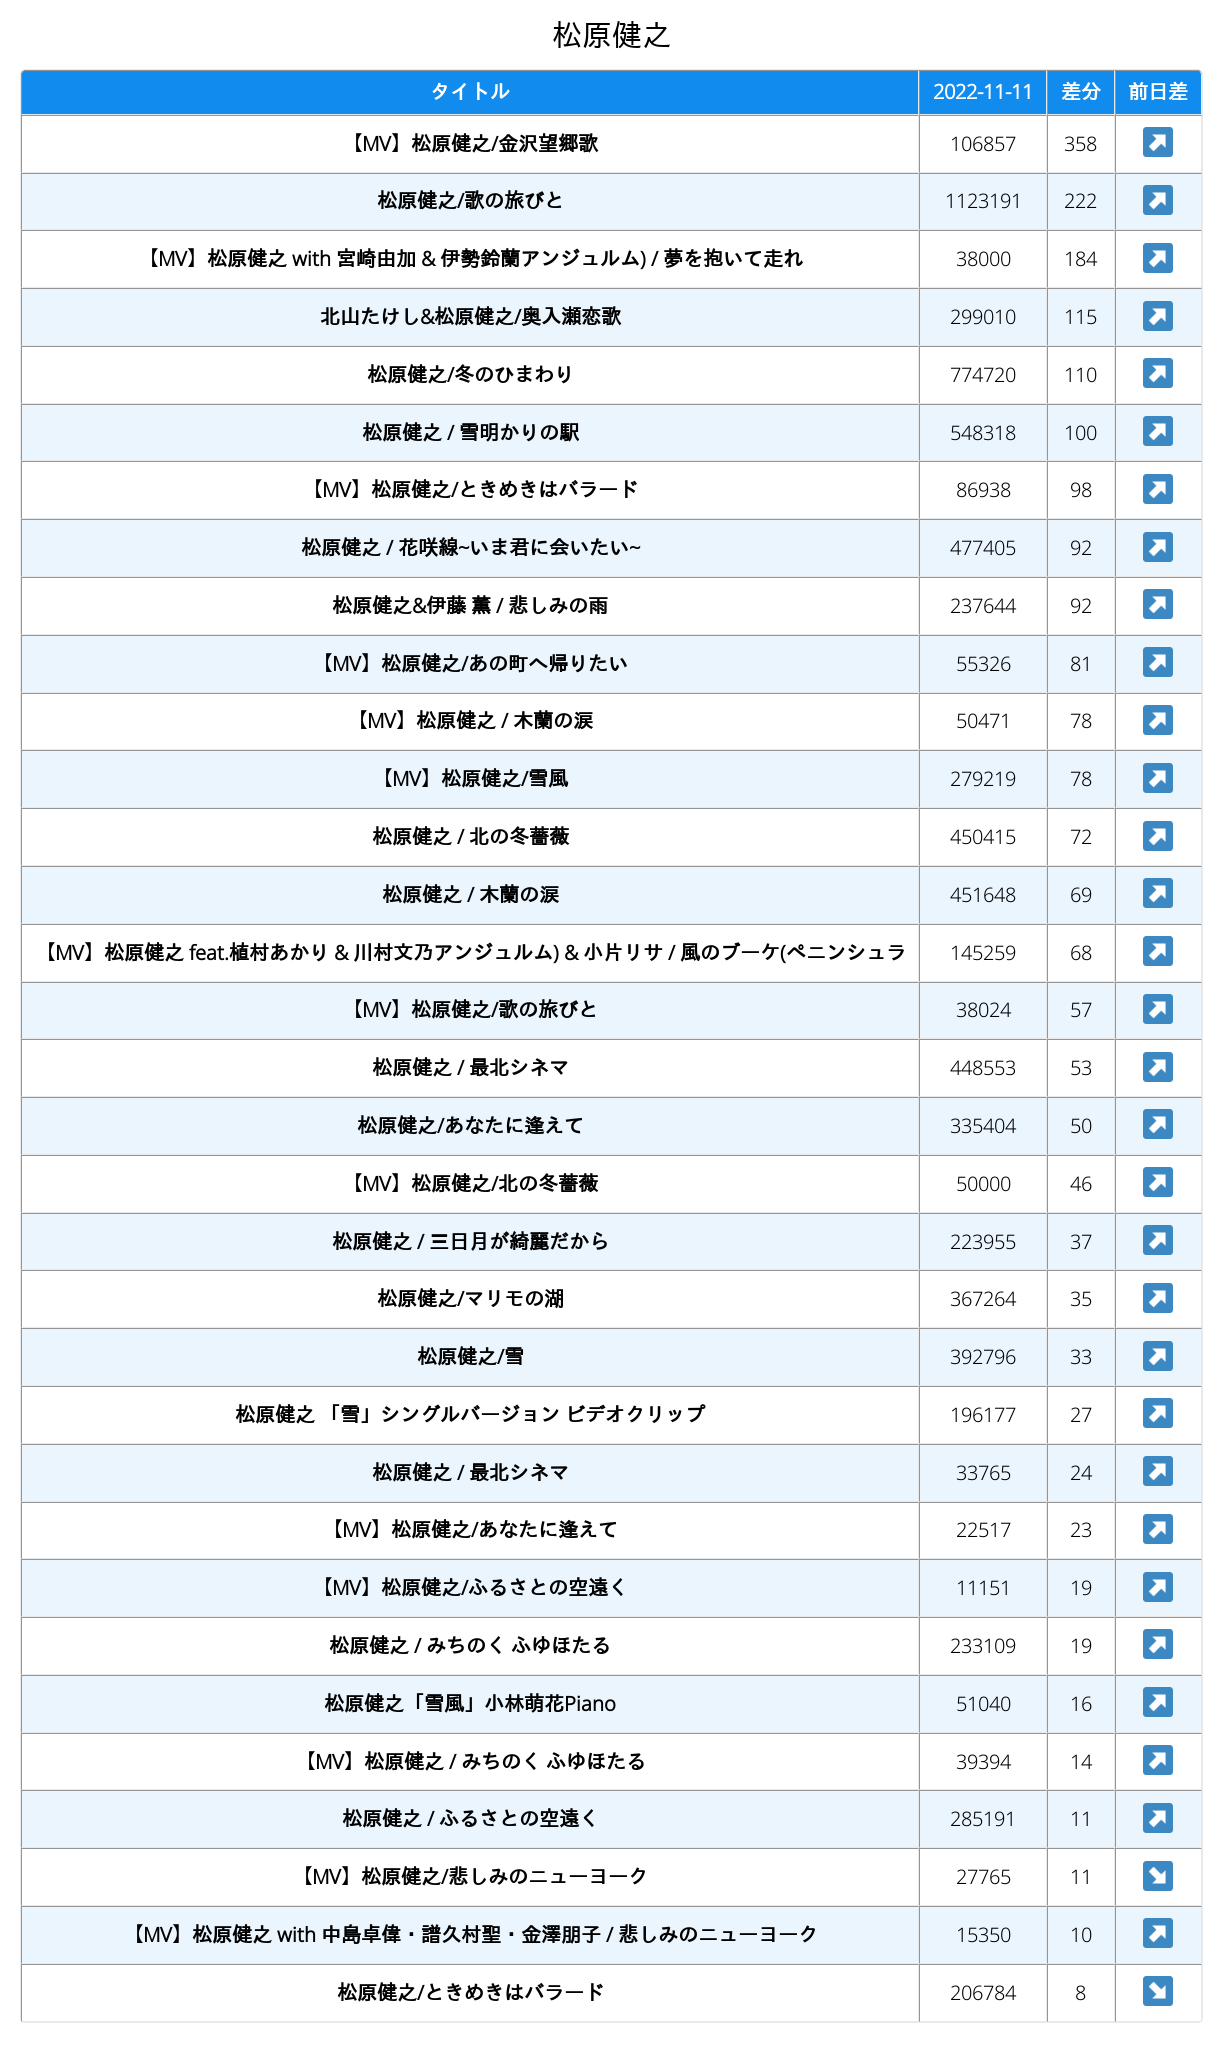 松原健之
タイトル 2022-11-11 差分 前日差
【MV】松原健之/金沢望郷歌 106857 358
松原健之/歌の旅びと 1123191 222
【MV】松原健之 with 宮崎由加 & 伊勢鈴蘭アンジュルム) / 夢を抱いて走れ 38000 184
北山たけし&松原健之/奥入瀬恋歌 299010 115
松原健之/冬のひまわり 774720 110
松原健之 / 雪明かりの駅 548318 100
【MV】松原健之/ときめきはバラード 86938 98
松原健之 / 花咲線~いま君に会いたい~ 477405 92
松原健之&伊藤 薫 / 悲しみの雨 237644 92
【MV】松原健之/あの町へ帰りたい 55326 81
【MV】松原健之 / 木蘭の涙 50471 78
【MV】松原健之/雪風 279219 78
松原健之 / 北の冬薔薇 450415 72
松原健之 / 木蘭の涙 451648 69
【MV】松原健之 feat.植村あかり & 川村文乃アンジュルム) & 小片リサ / 風のブーケ(ペニンシュラ 145259 68
【MV】松原健之/歌の旅びと 38024 57
松原健之 / 最北シネマ 448553 53
松原健之/あなたに逢えて 335404 50
【MV】松原健之/北の冬薔薇 50000 46
松原健之 / 三日月が綺麗だから 223955 37
松原健之/マリモの湖 367264 35
松原健之/雪 392796 33
松原健之 「雪」シングルバージョン ビデオクリップ 196177 27
松原健之 / 最北シネマ 33765 24
【MV】松原健之/あなたに逢えて 22517 23
【MV】松原健之/ふるさとの空遠く 11151 19
松原健之 / みちのく ふゆほたる 233109 19
松原健之「雪風」小林萌花Piano 51040 16
【MV】松原健之 / みちのく ふゆほたる 39394 14
松原健之 / ふるさとの空遠く 285191 11
【MV】松原健之/悲しみのニューヨーク 27765 11
【MV】松原健之 with 中島卓偉・譜久村聖・金澤朋子 / 悲しみのニューヨーク 15350 10
松原健之/ときめきはバラード 206784 8